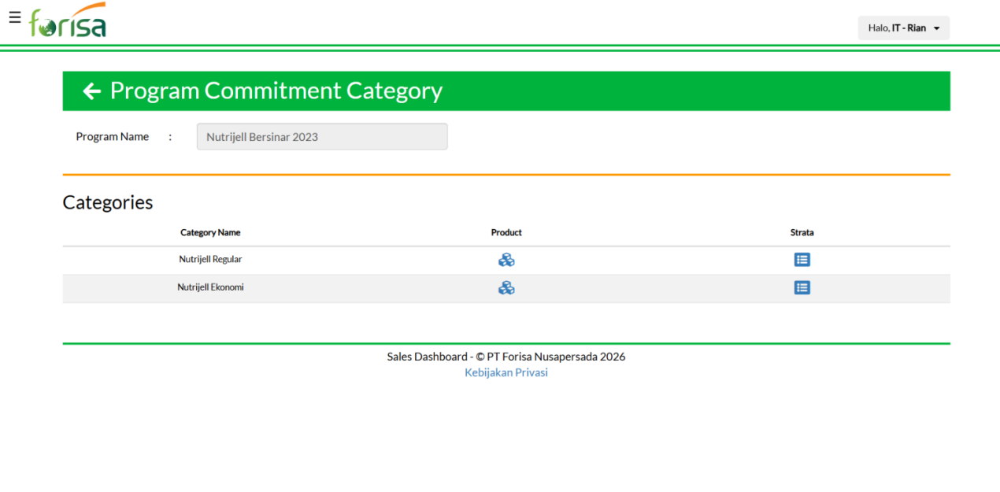 forisa
Halo, IT - Rian
Program Commitment Category
Program Name : Nutrijell Bersinar 2023
Categories
Category Name Product Strata
Nutrijell Regular
Nutrijell Ekonomi
Sales Dashboard - © PT Forisa Nusapersada 2026
Kebijakan Privasi